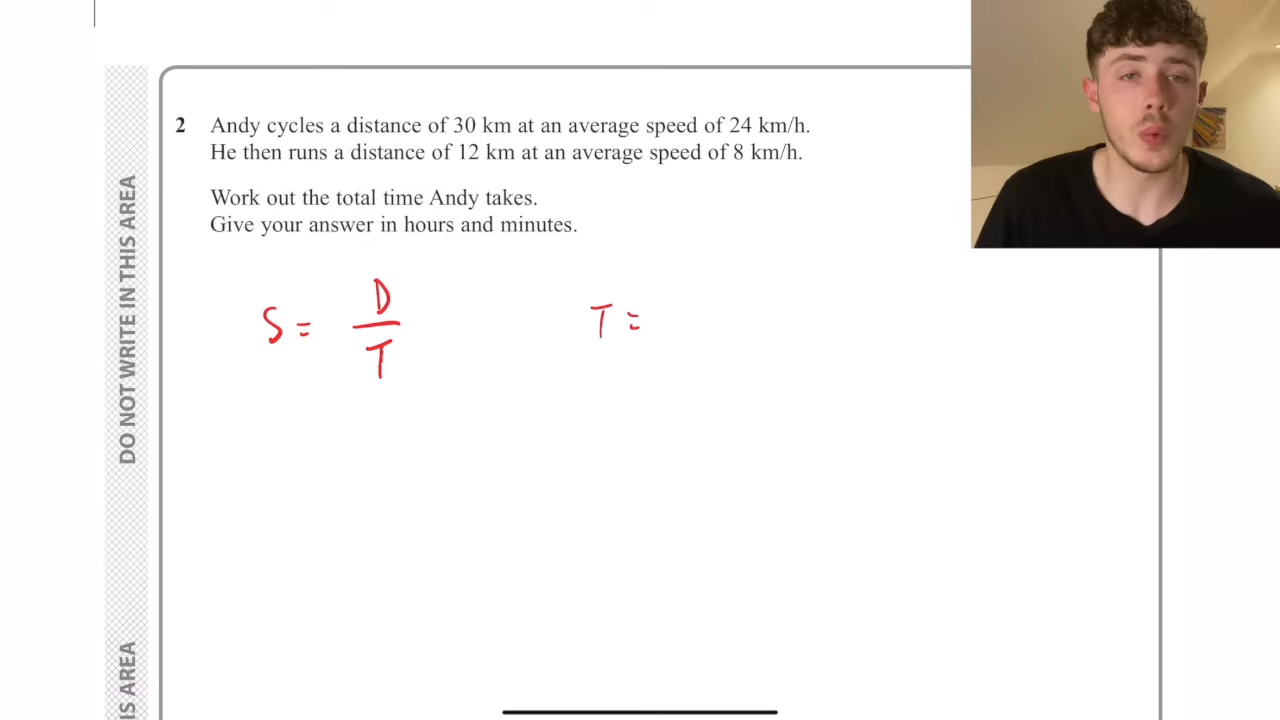 2 Andy cycles a distance of 30 km at an average speed of 24 km/h.
He then runs a distance of 12 km at an average speed of 8 km/h.
Work out the total time Andy takes.
Give your answer in hours and minutes.
S = D
T
T =
DO NOT WRITE IN THIS AREA
IS AREA